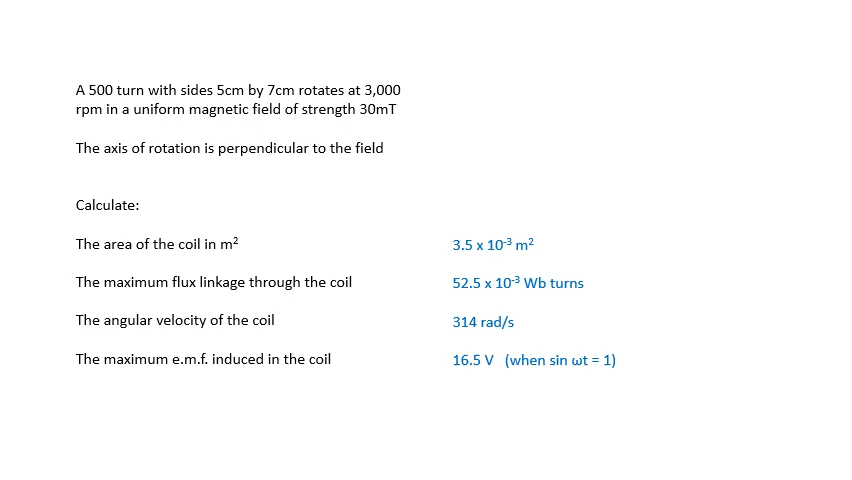 A 500 turn with sides 5cm by 7cm rotates at 3,000
rpm in a uniform magnetic field of strength 30mT
The axis of rotation is perpendicular to the field
Calculate:
The area of the coil in m²
3.5 x 10⁻³ m²
The maximum flux linkage through the coil
52.5 x 10⁻³ Wb turns
The angular velocity of the coil
314 rad/s
The maximum e.m.f. induced in the coil
16.5 V (when sin ωt = 1)